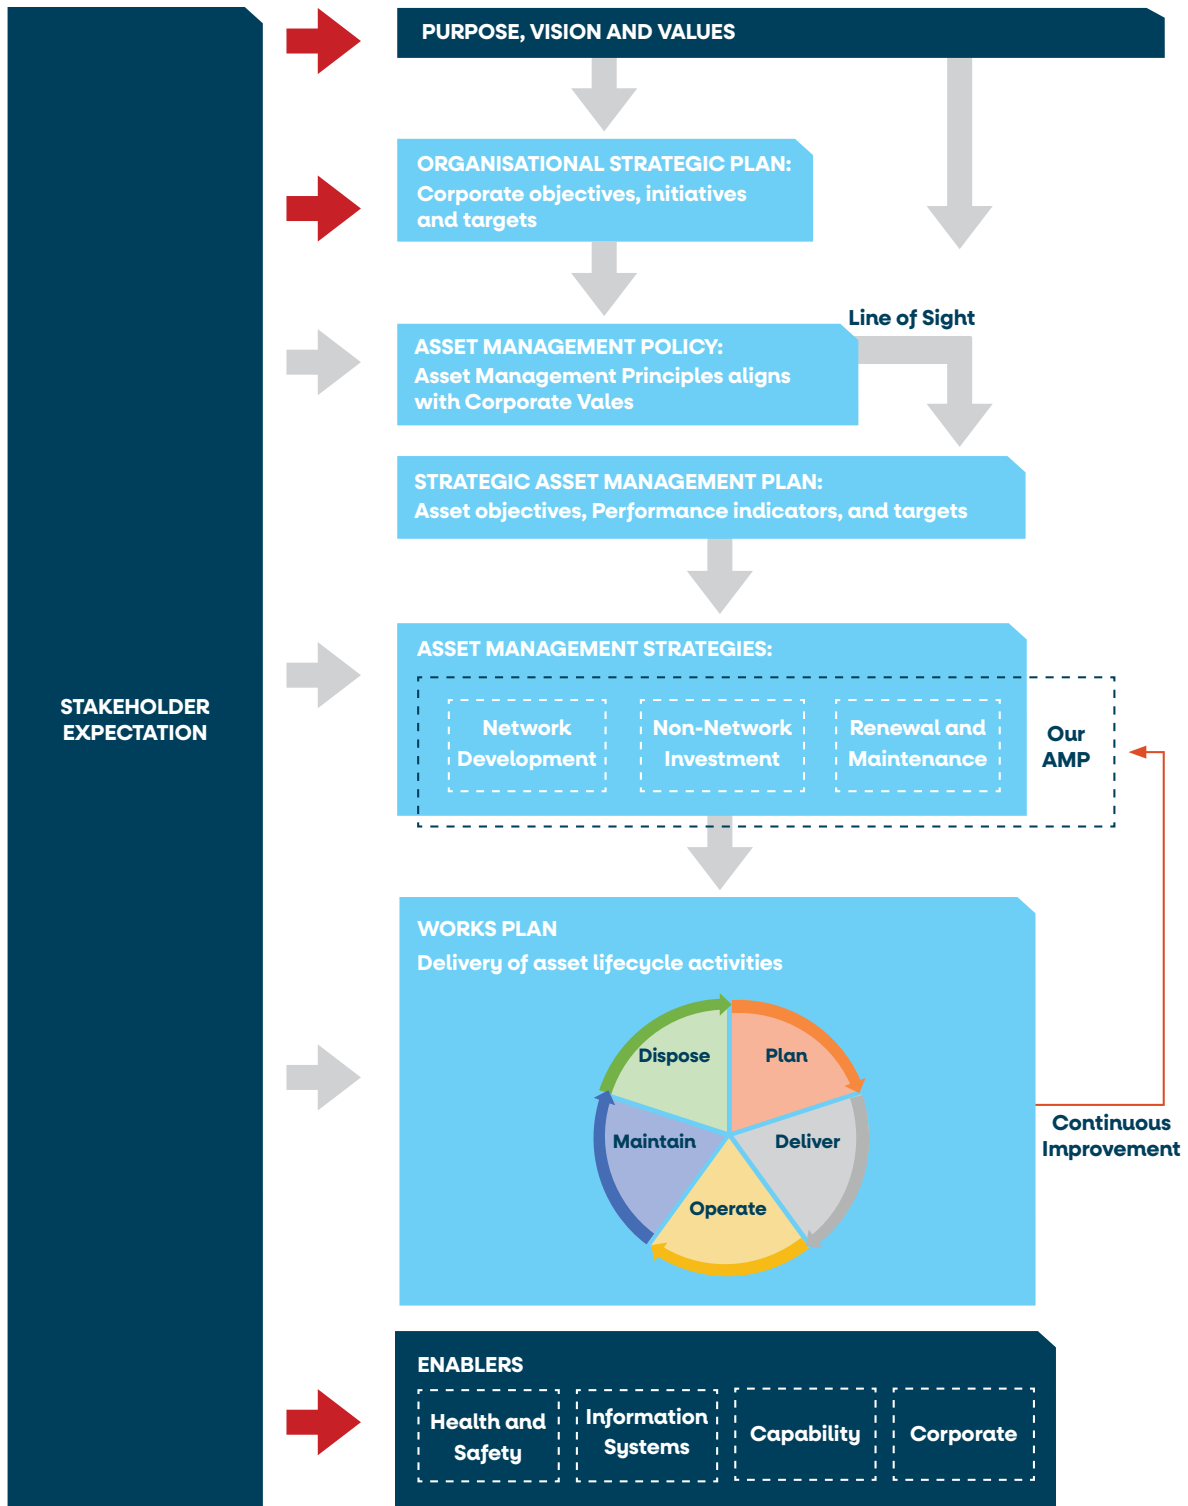 STAKEHOLDER
EXPECTATION
PURPOSE, VISION AND VALUES
ORGANISATIONAL STRATEGIC PLAN:
Corporate objectives, initiatives
and targets
Line of Sight
ASSET MANAGEMENT POLICY:
Asset Management Principles aligns
with Corporate Vales
STRATEGIC ASSET MANAGEMENT PLAN:
Asset objectives, Performance indicators, and targets
ASSET MANAGEMENT STRATEGIES:
Network
Development
Non-Network
Investment
Renewal and
Maintenance
Our
AMP
WORKS PLAN
Delivery of asset lifecycle activities
Dispose
Plan
Maintain
Deliver
Operate
Continuous
Improvement
ENABLERS
Health and
Safety
Information
Systems
Capability
Corporate